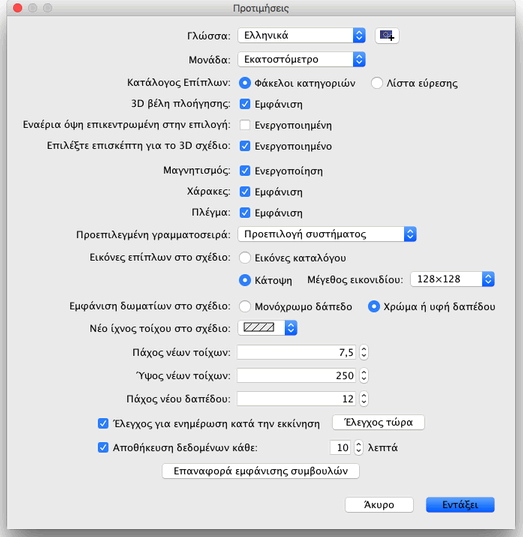 Προτιμήσεις
Γλώσσα: Ελληνικά
Μονάδα: Εκατοστόμετρο
Κατάλογος Επίπλων: Φάκελοι κατηγοριών Λίστα εύρεσης
3D βέλη πλοήγησης: Εμφάνιση
Εναέρια όψη επικεντρωμένη στην επιλογή: Ενεργοποιημένη
Επιλέξτε επισκέπτη για το 3D σχέδιο: Ενεργοποιημένο
Μαγνητισμός: Ενεργοποίηση
Χάρακες: Εμφάνιση
Πλέγμα: Εμφάνιση
Προεπιλεγμένη γραμματοσειρά: Προεπιλογή συστήματος
Εικόνες επίπλων στο σχέδιο: Εικόνες καταλόγου
Κάτοψη Μέγεθος εικονιδίου: 128×128
Εμφάνιση δωματίων στο σχέδιο: Μονόχρωμο δάπεδο Χρώμα ή υφή δαπέδου
Νέο ίχνος τοίχου στο σχέδιο:
Πάχος νέων τοίχων: 7,5
Ύψος νέων τοίχων: 250
Πάχος νέου δαπέδου: 12
Έλεγχος για ενημέρωση κατά την εκκίνηση Έλεγχος τώρα
Αποθήκευση δεδομένων κάθε: 10 λεπτά
Επαναφορά εμφάνισης συμβουλών
Άκυρο Εντάξει